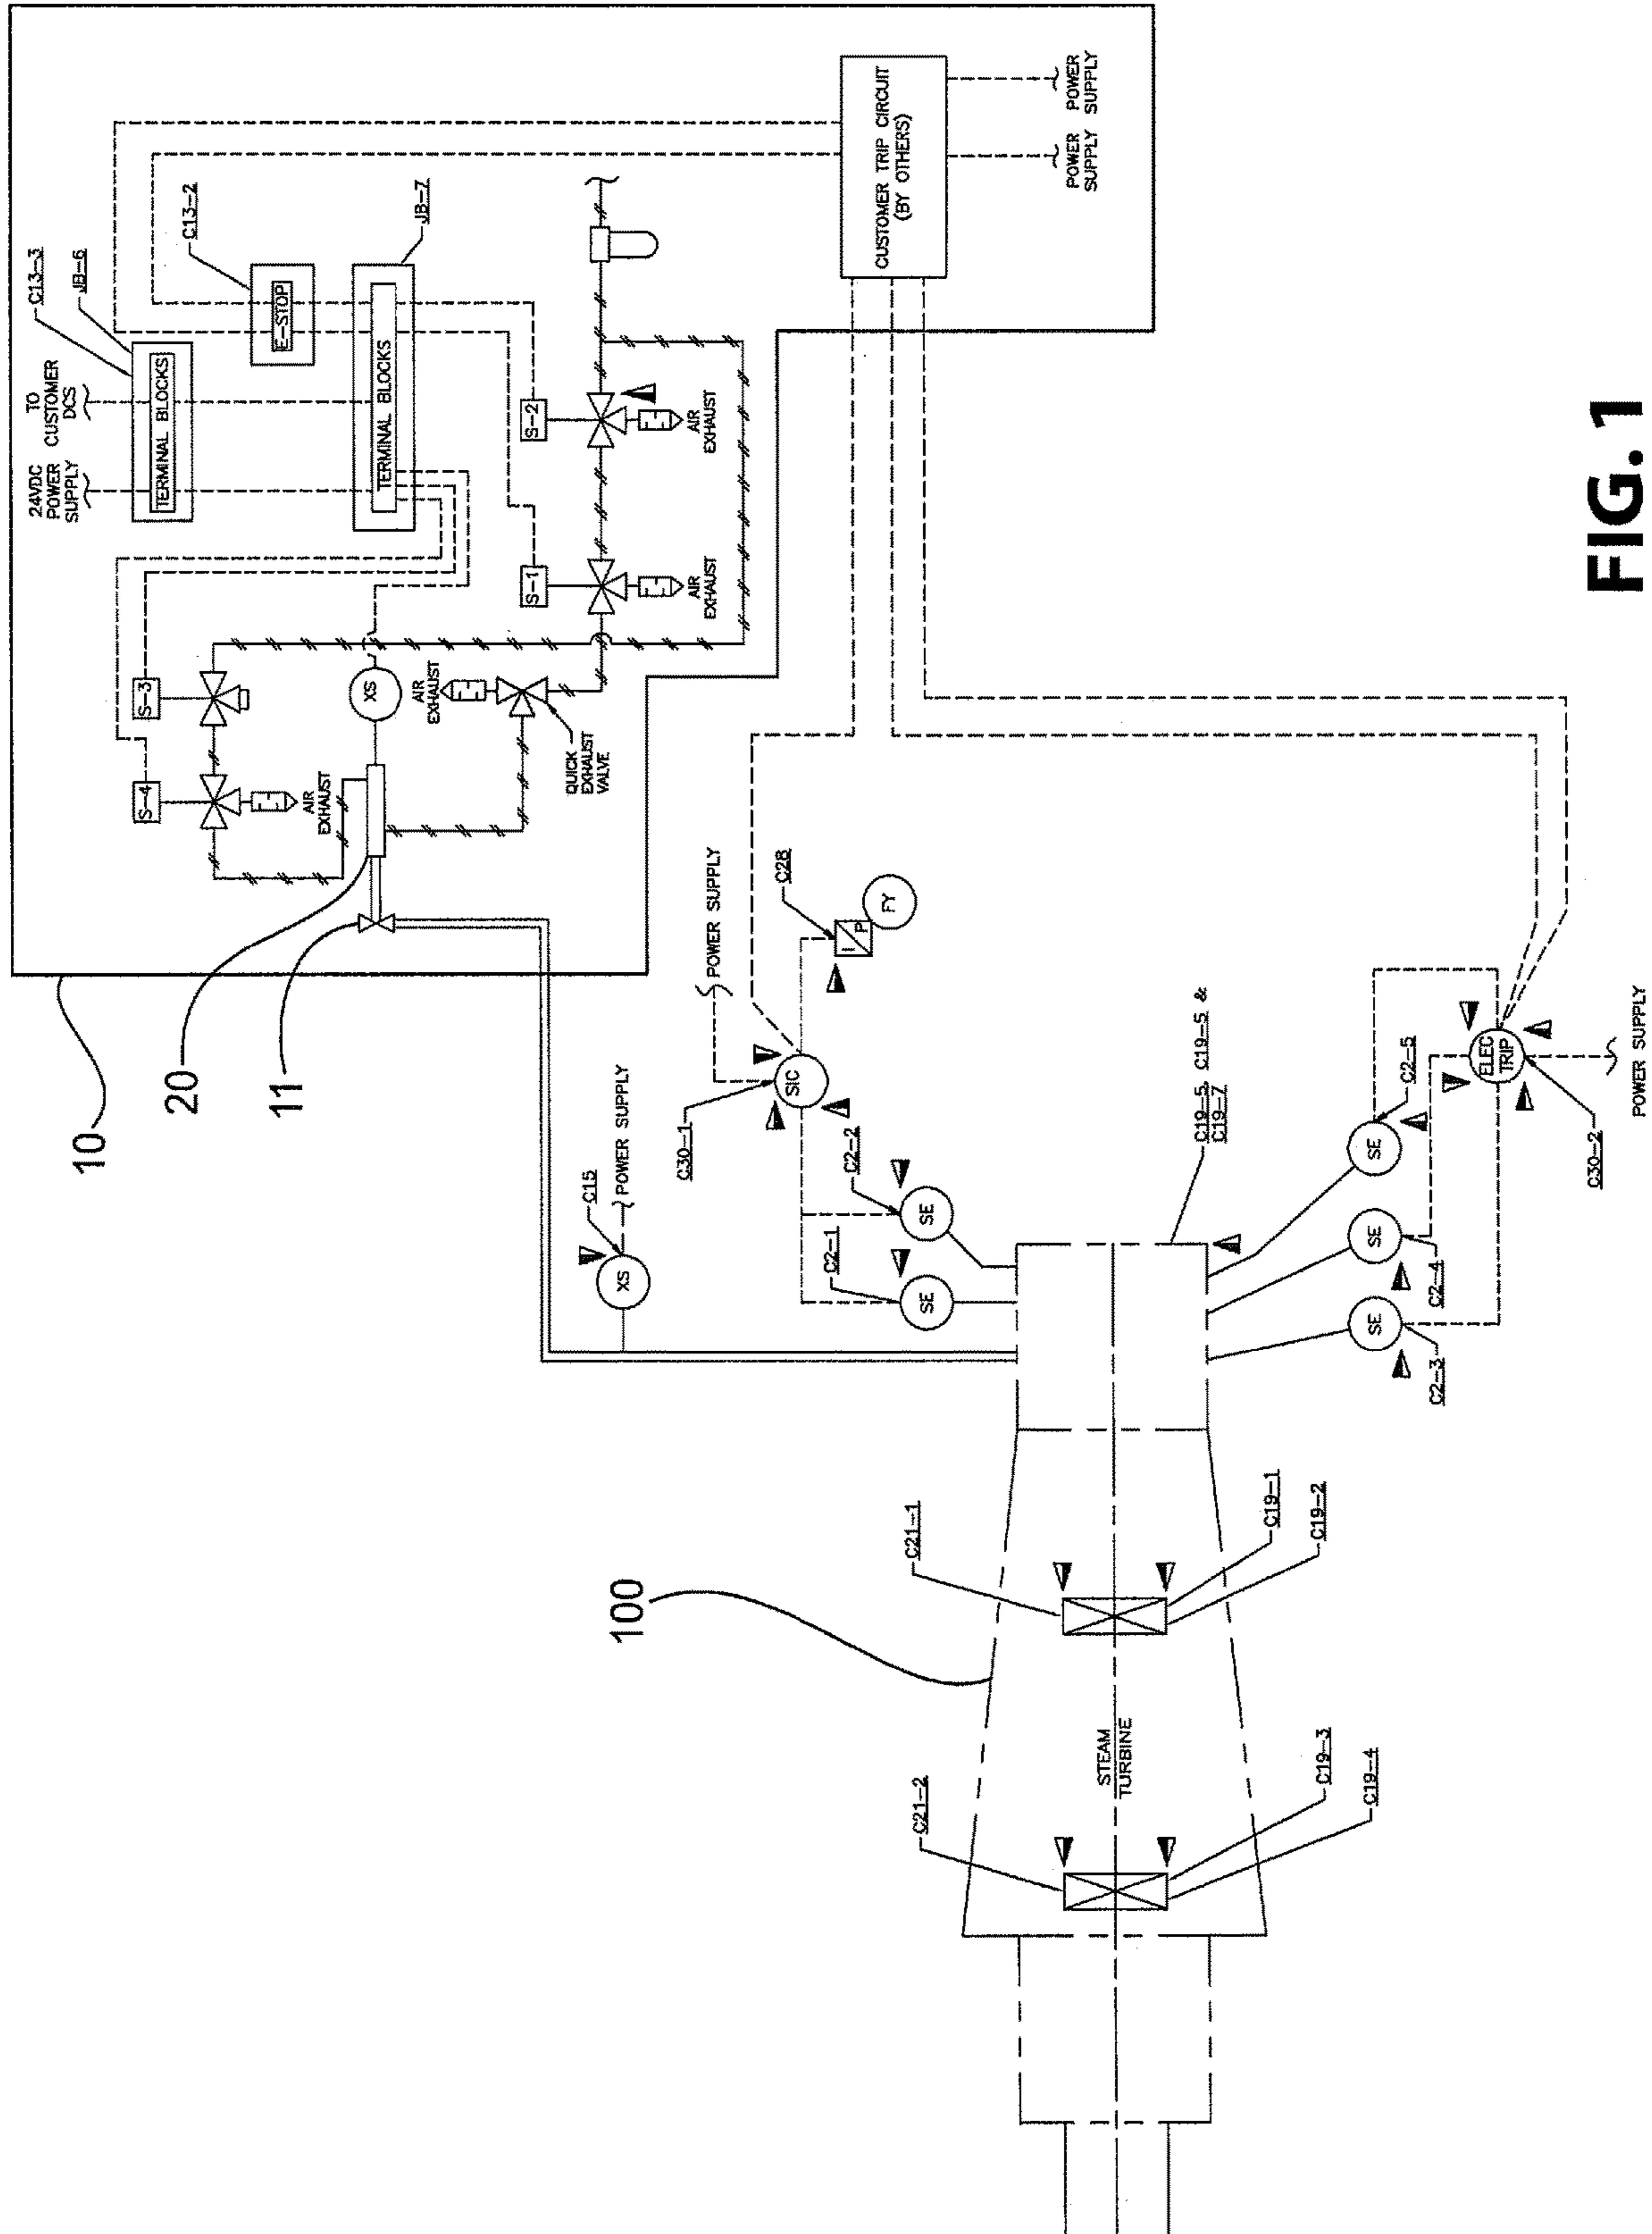 10
20
11
24VDC
POWER
SUPPLY
TO
CUSTOMER
DCS
C13-3
JB-6
TERMINAL BLOCKS
C13-2
E-STOP
JB-7
TERMINAL BLOCKS
S-4
S-3
AIR
EXHAUST
XS
AIR
EXHAUST
QUICK
EXHAUST
VALVE
S-1
AIR
EXHAUST
S-2
AIR
EXHAUST
CUSTOMER TRIP CIRCUIT
(BY OTHERS)
POWER
SUPPLY
POWER
SUPPLY
C15
POWER SUPPLY
XS
POWER SUPPLY
C30-1
SIC
C28
I
P
FY
C2-1
C2-2
SE
SE
C19-5, C19-5 &
C19-7
100
C21-2
C21-1
STEAM
TURBINE
C19-3
C19-4
C19-1
C19-2
SE
SE
SE
C2-3
C2-4
C2-5
ELEC
TRIP
C30-2
POWER SUPPLY
FIG. 1